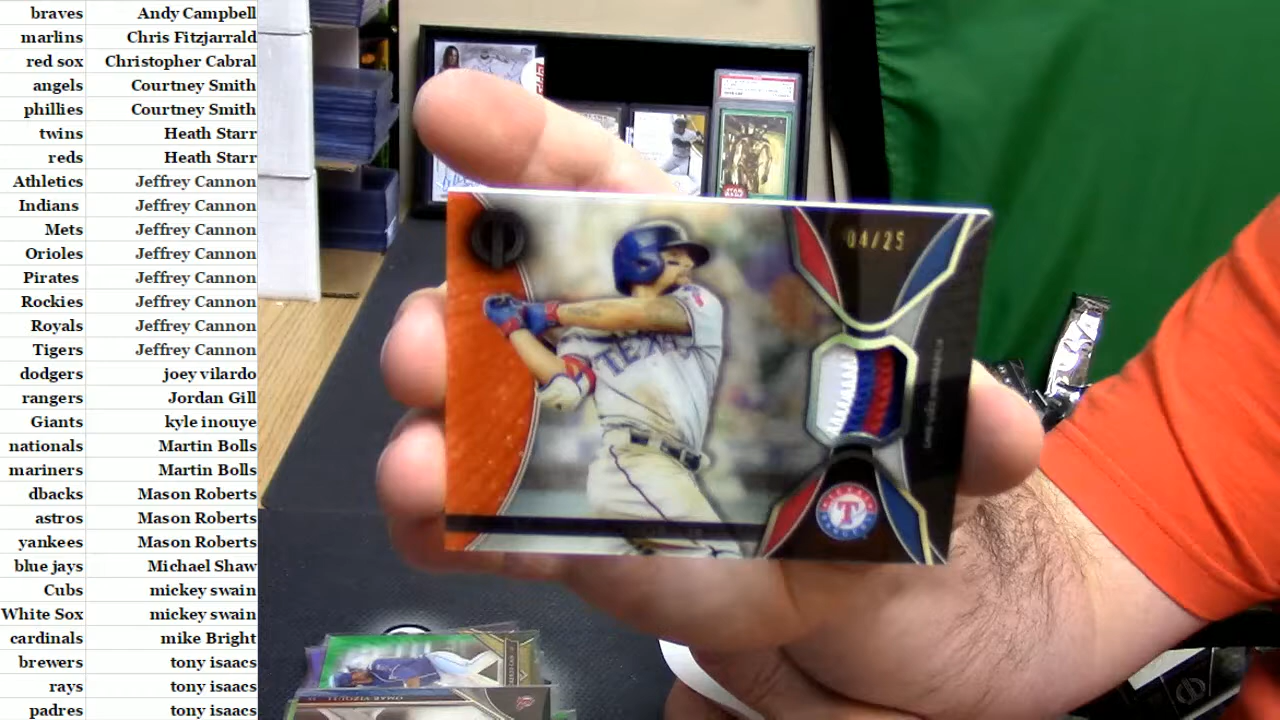 braves Andy Campbell
marlins Chris Fitzjarrald
red sox Christopher Cabral
angels Courtney Smith
phillies Courtney Smith
twins Heath Starr
reds Heath Starr
Athletics Jeffrey Cannon
Indians Jeffrey Cannon
Mets Jeffrey Cannon
Orioles Jeffrey Cannon
Pirates Jeffrey Cannon
Rockies Jeffrey Cannon
Royals Jeffrey Cannon
Tigers Jeffrey Cannon
dodgers joey vilardo
rangers Jordan Gill
Giants kyle inouye
nationals Martin Bolls
mariners Martin Bolls
dbacks Mason Roberts
astros Mason Roberts
yankees Mason Roberts
blue jays Michael Shaw
Cubs mickey swain
White Sox mickey swain
cardinals mike Bright
brewers tony isaacs
rays tony isaacs
padres tony isaacs
04/25
TEXAS
T
OMAR VIZQUEL
STAR WARS